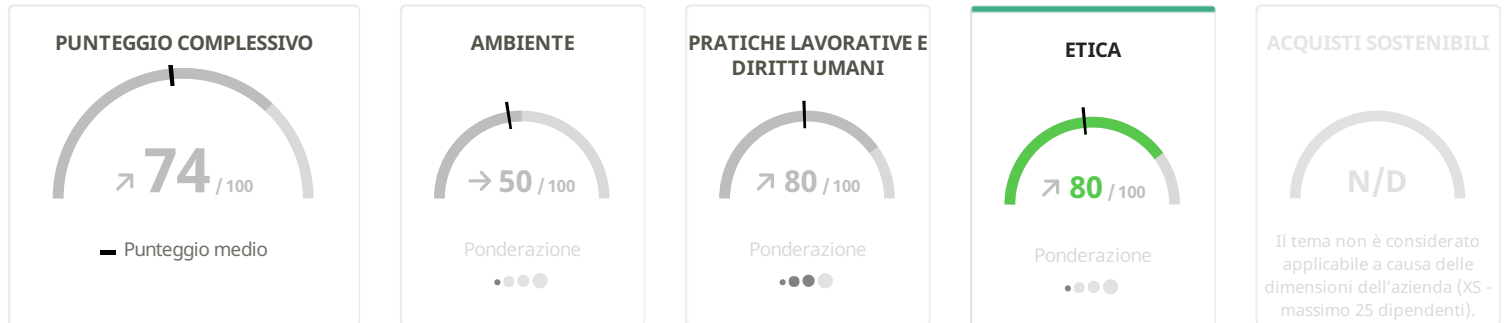 PUNTEGGIO COMPLESSIVO
↗ 74 / 100
Punteggio medio
AMBIENTE
→ 50 / 100
Ponderazione
PRATICHE LAVORATIVE E
DIRITTI UMANI
↗ 80 / 100
Ponderazione
ETICA
↗ 80 / 100
Ponderazione
ACQUISTI SOSTENIBILI
N/D
Il tema non è considerato
applicabile a causa delle
dimensioni dell'azienda (XS -
massimo 25 dipendenti).